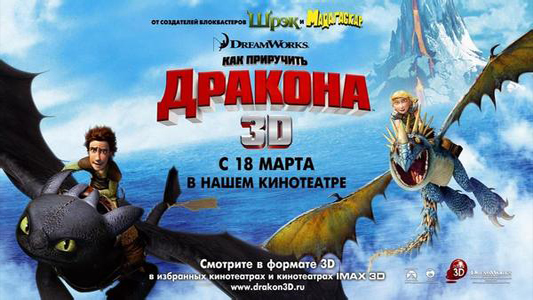 ОТ СОЗДАТЕЛЕЙ БЛОКБАСТЕРОВ ШРЭК и МАДАГАСКАР
DREAMWORKS
КАК ПРИРУЧИТЬ
ДРАКОНА
3D
С 18 МАРТА
В НАШЕМ КИНОТЕАТРЕ
Смотрите в формате 3D
в избранных кинотеатрах и кинотеатрах IMAX 3D
www.drakon3D.ru
3D